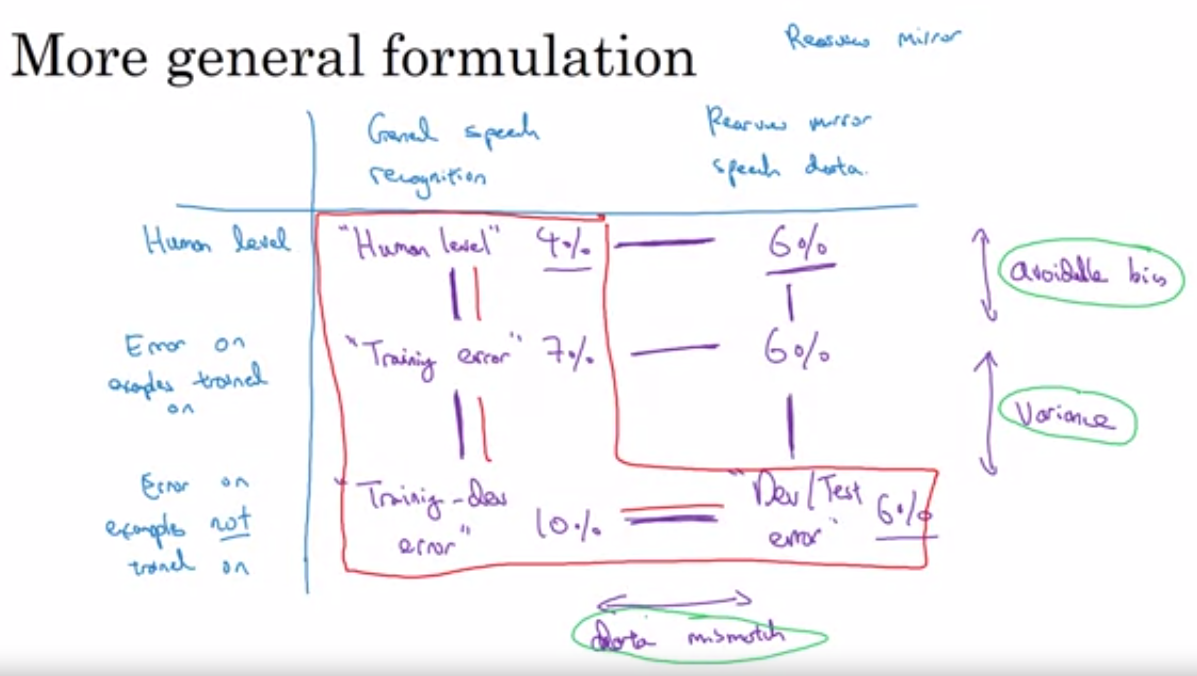 More general formulation
Rearview mirror
General speech
recognition
Rearview mirror
speech data.
Human level
"Human level" 4% 6%
avoidable bias
Error on
examples trained
on
"Training error" 7% 6%
Variance
Error on
examples not
trained on
"Training-dev
error" 10%
"Dev/Test
error" 6%
Data mismatch